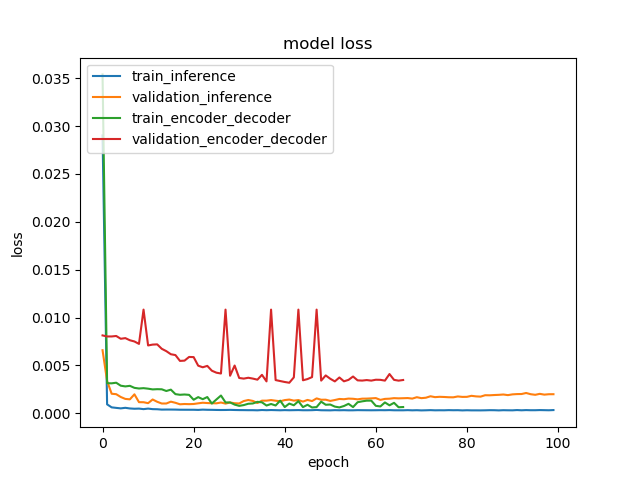 model loss
train_inference
validation_inference
train_encoder_decoder
validation_encoder_decoder
0.035
0.030
0.025
0.020
0.015
0.010
0.005
0.000
loss
0 20 40 60 80 100
epoch